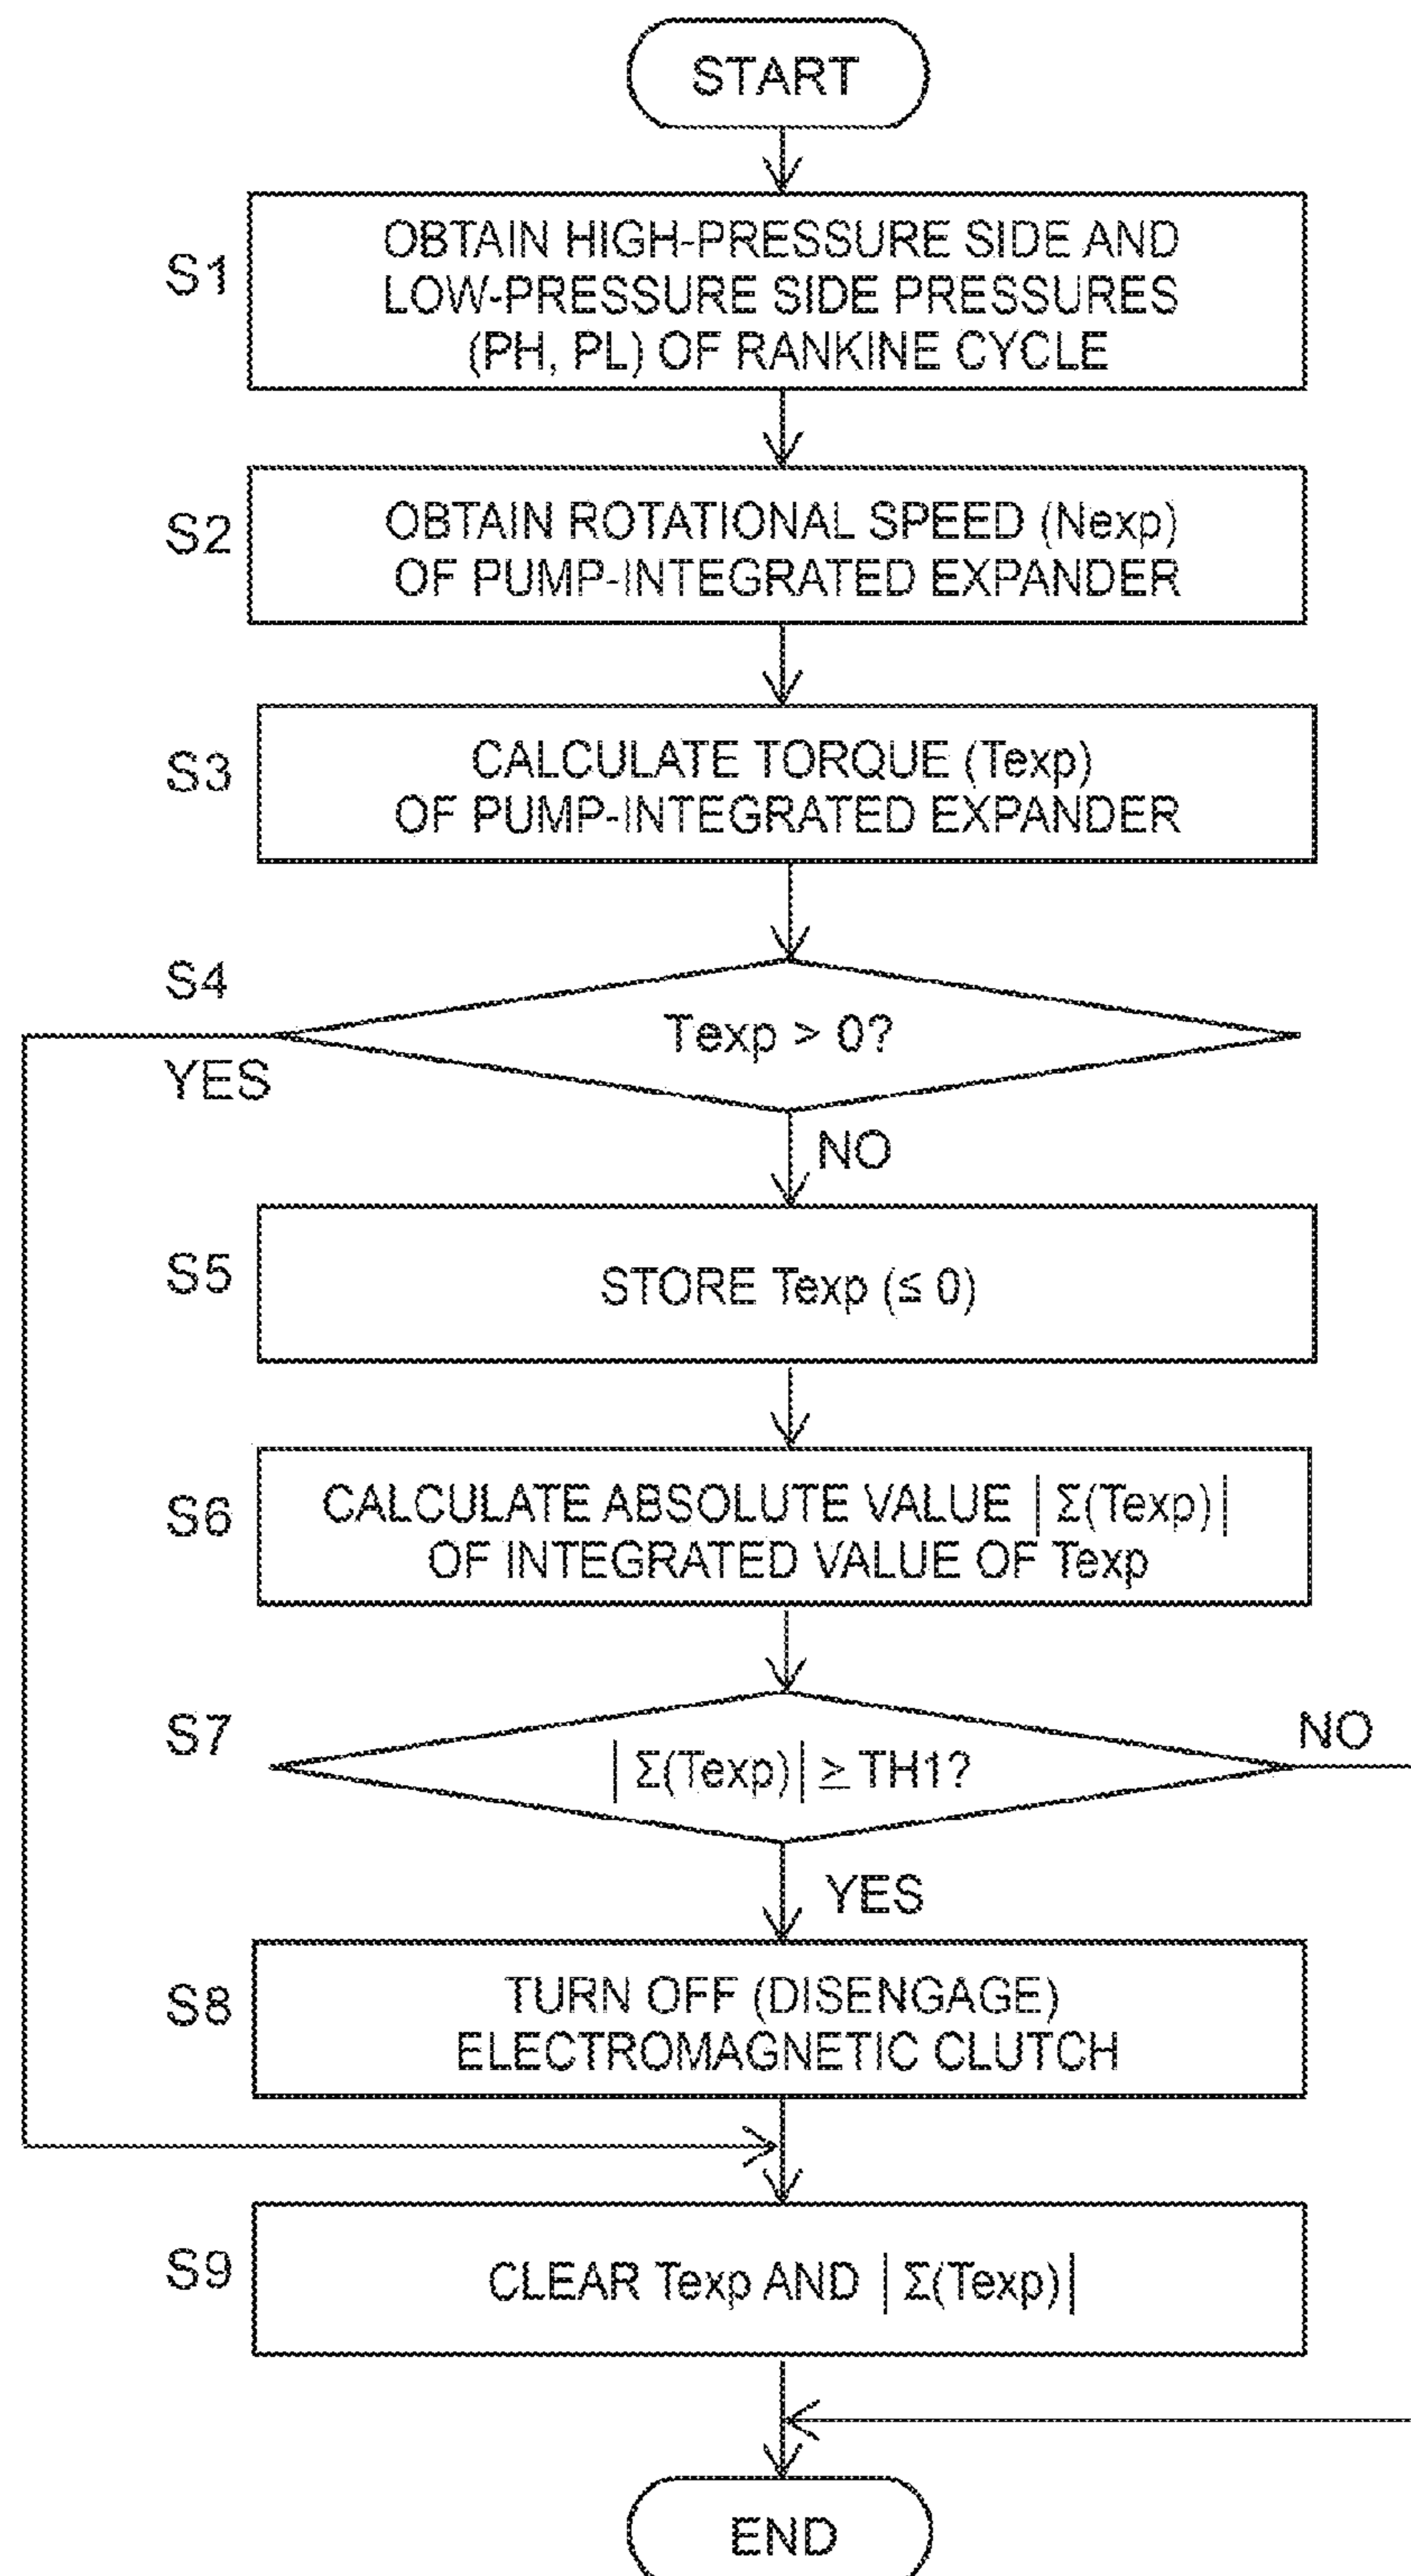 START
S1
OBTAIN HIGH-PRESSURE SIDE AND
LOW-PRESSURE SIDE PRESSURES
(PH, PL) OF RANKINE CYCLE
S2
OBTAIN ROTATIONAL SPEED (Nexp)
OF PUMP-INTEGRATED EXPANDER
S3
CALCULATE TORQUE (Texp)
OF PUMP-INTEGRATED EXPANDER
S4
Texp > 0?
YES
NO
S5
STORE Texp (≦ 0)
S6
CALCULATE ABSOLUTE VALUE | Σ(Texp)|
OF INTEGRATED VALUE OF Texp
S7
| Σ(Texp)| ≥ TH1?
NO
YES
S8
TURN OFF (DISENGAGE)
ELECTROMAGNETIC CLUTCH
S9
CLEAR Texp AND | Σ(Texp)|
END